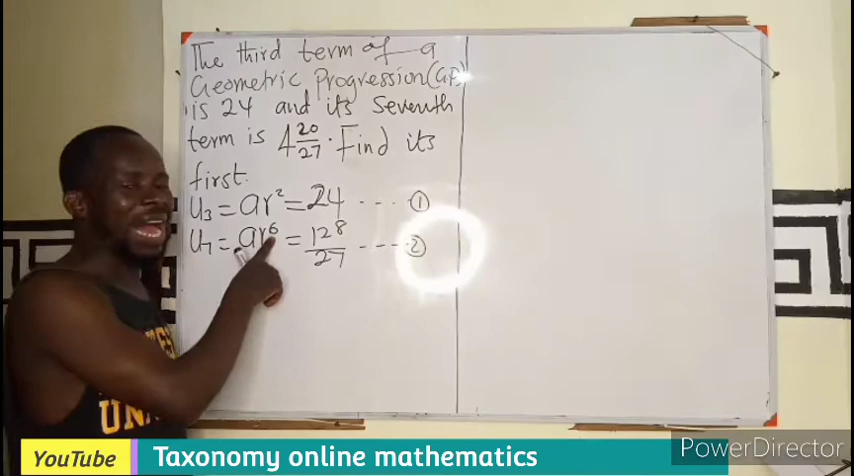 The third term of a
Geometric Progression (GP)
is 24 and its Seventh
term is 4 20/27. Find its
first.
U₃ = ar² = 24 --- ①
U₇ = ar⁶ = 128/27 ---- ②
UN
YouTube Taxonomy online mathematics
PowerDirector